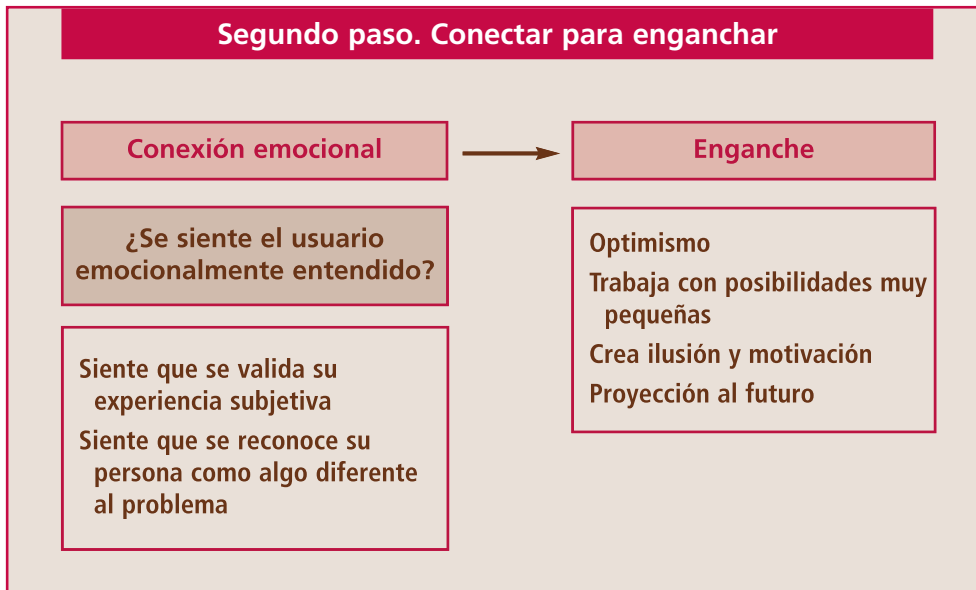 Segundo paso. Conectar para enganchar
Conexión emocional
¿Se siente el usuario
emocionalmente entendido?
Siente que se valida su
experiencia subjetiva
Siente que se reconoce su
persona como algo diferente
al problema
Enganche
Optimismo
Trabaja con posibilidades muy
pequeñas
Crea ilusión y motivación
Proyección al futuro